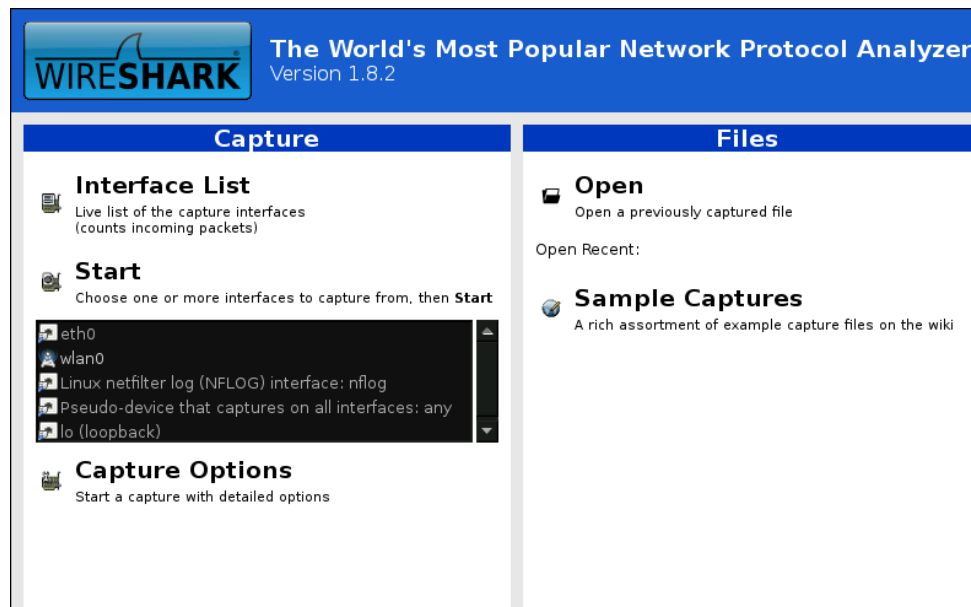 WIRESHARK
The World's Most Popular Network Protocol Analyzer
Version 1.8.2
Capture
Interface List
Live list of the capture interfaces
(counts incoming packets)
Start
Choose one or more interfaces to capture from, then Start
eth0
wlan0
Linux netfilter log (NFLOG) interface: nflog
Pseudo-device that captures on all interfaces: any
lo (loopback)
Capture Options
Start a capture with detailed options
Files
Open
Open a previously captured file
Open Recent:
Sample Captures
A rich assortment of example capture files on the wiki